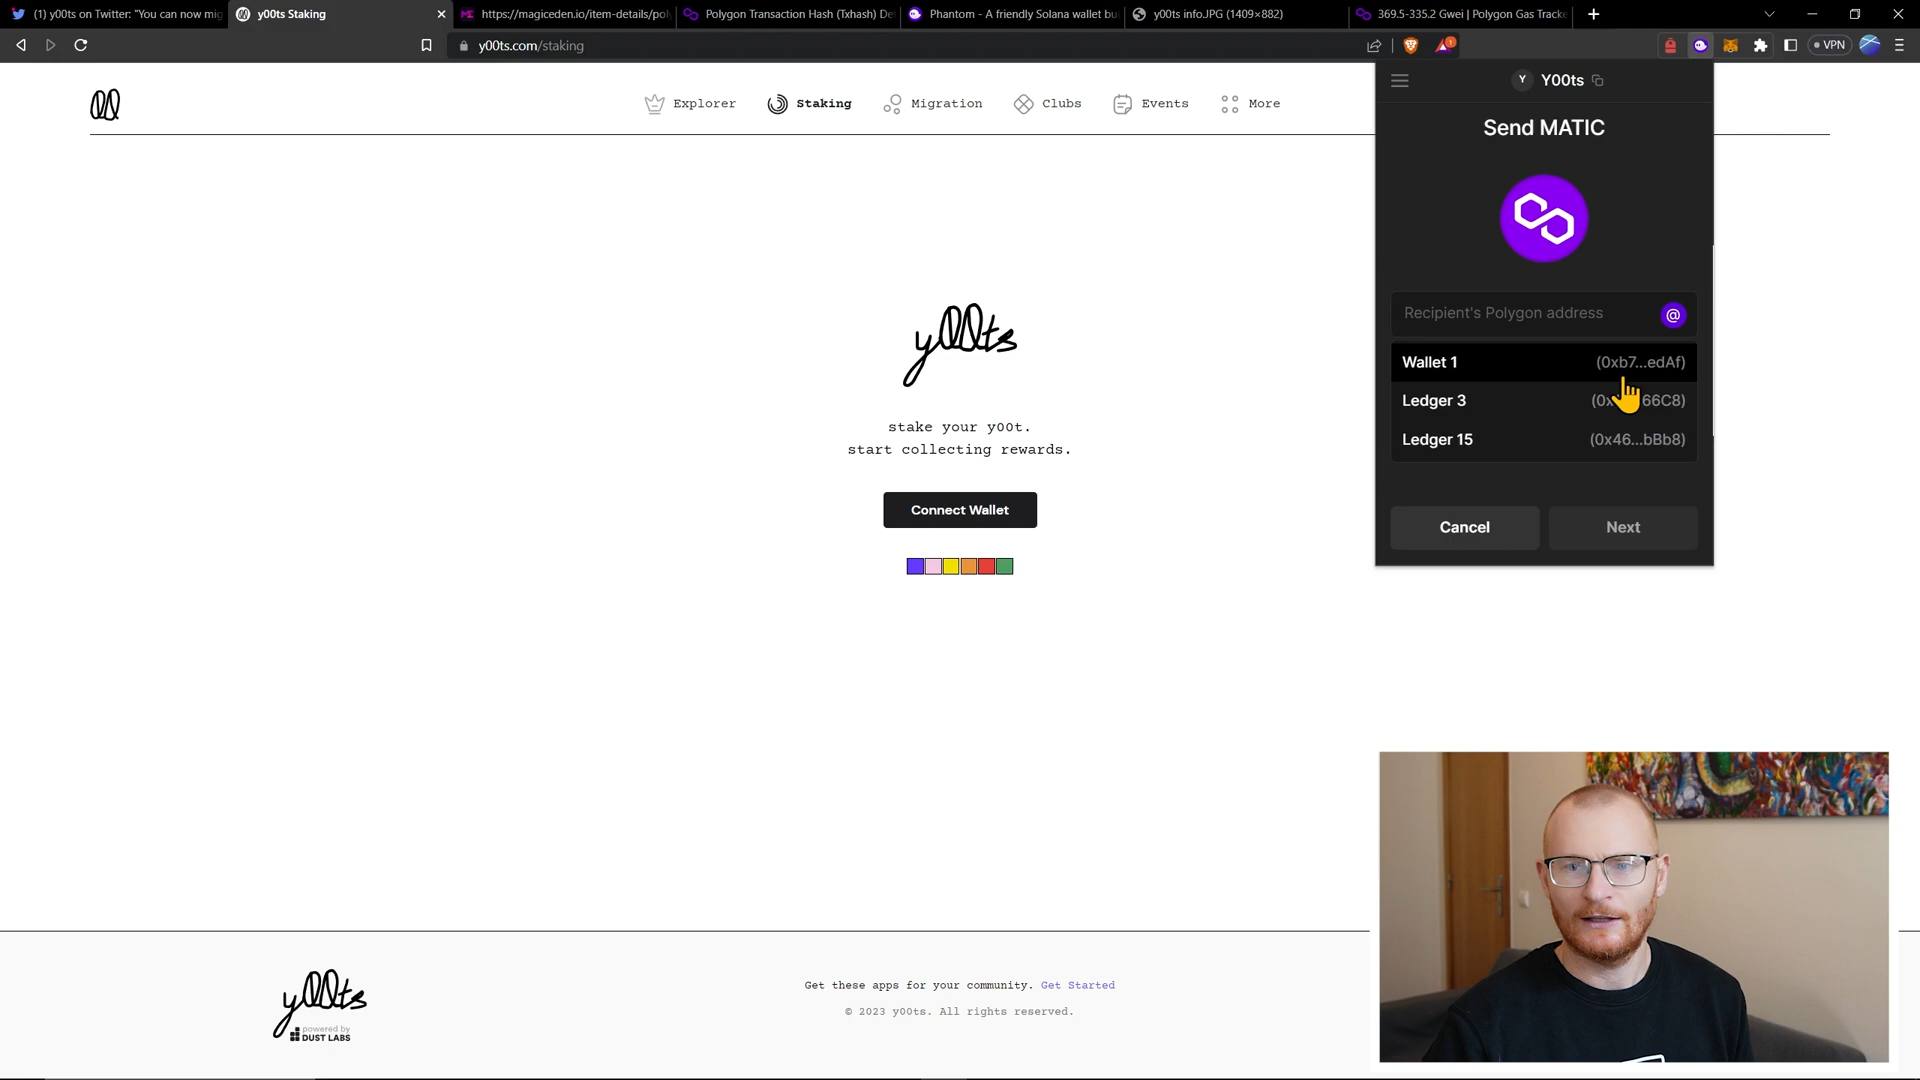 (1) y00ts on Twitter: "You can now mig
y00ts Staking
https://magiceden.io/item-details/pol
Polygon Transaction Hash (Txhash) De
Phantom - A friendly Solana wallet bu
y00ts info.JPG (1409×882)
369.5-335.2 Gwei | Polygon Gas Tracke
y00ts.com/staking
1
VPN
Explorer
Staking
Migration
Clubs
Events
More
Y
Y00ts
Send MATIC
Recipient's Polygon address
@
Wallet 1
(0xb7...edAf)
Ledger 3
66C8)
Ledger 15
(0x46...bBb8)
Cancel
Next
y00ts
stake your y00t.
start collecting rewards.
Connect Wallet
y00ts
powered by
DUST LABS
Get these apps for your community. Get Started
© 2023 y00ts. All rights reserved.